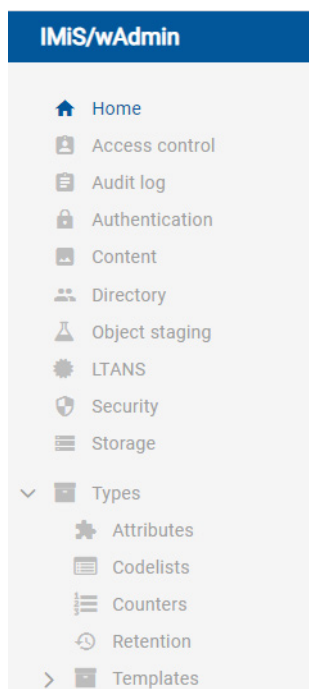 IMiS/wAdmin
Home
Access control
Audit log
Authentication
Content
Directory
Object staging
LTANS
Security
Storage
Types
Attributes
Codelists
Counters
Retention
Templates